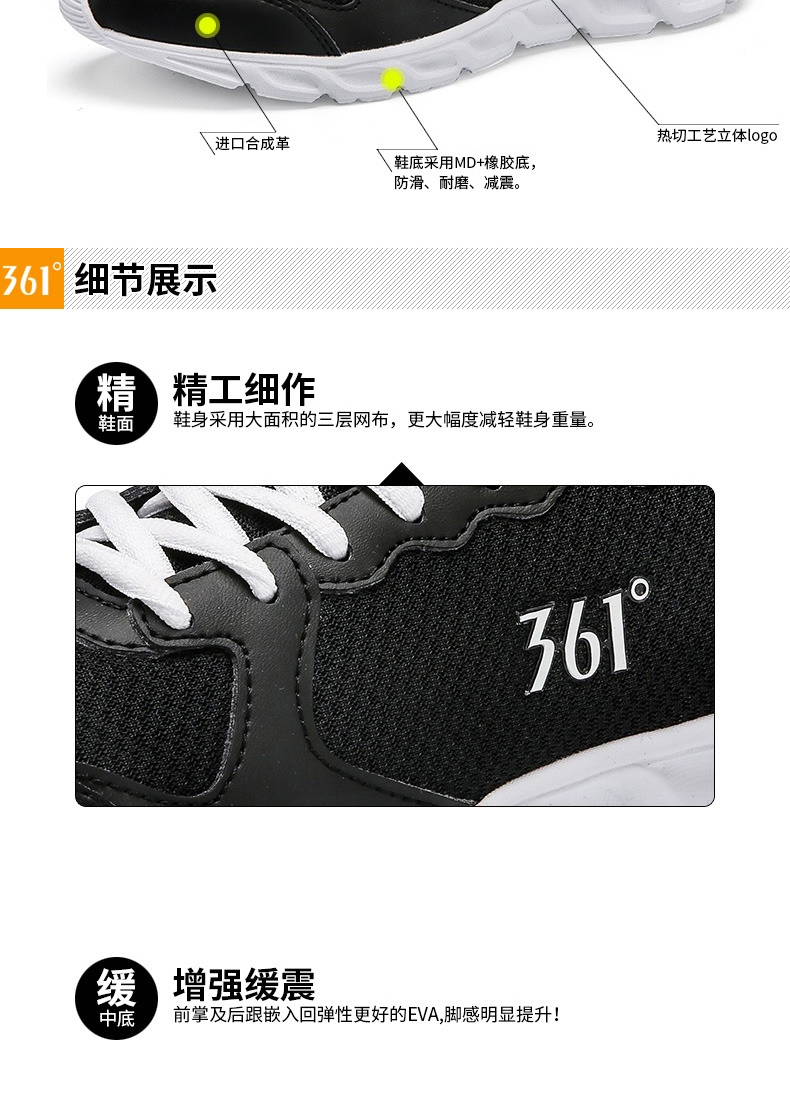 进口合成革
热切工艺立体logo
鞋底采用MD+橡胶底，
防滑、耐磨、减震。
361° 细节展示
精
鞋面
精工细作
鞋身采用大面积的三层网布，更大幅度减轻鞋身重量。
361°
缓
中底
增强缓震
前掌及后跟嵌入回弹性更好的EVA,脚感明显提升！